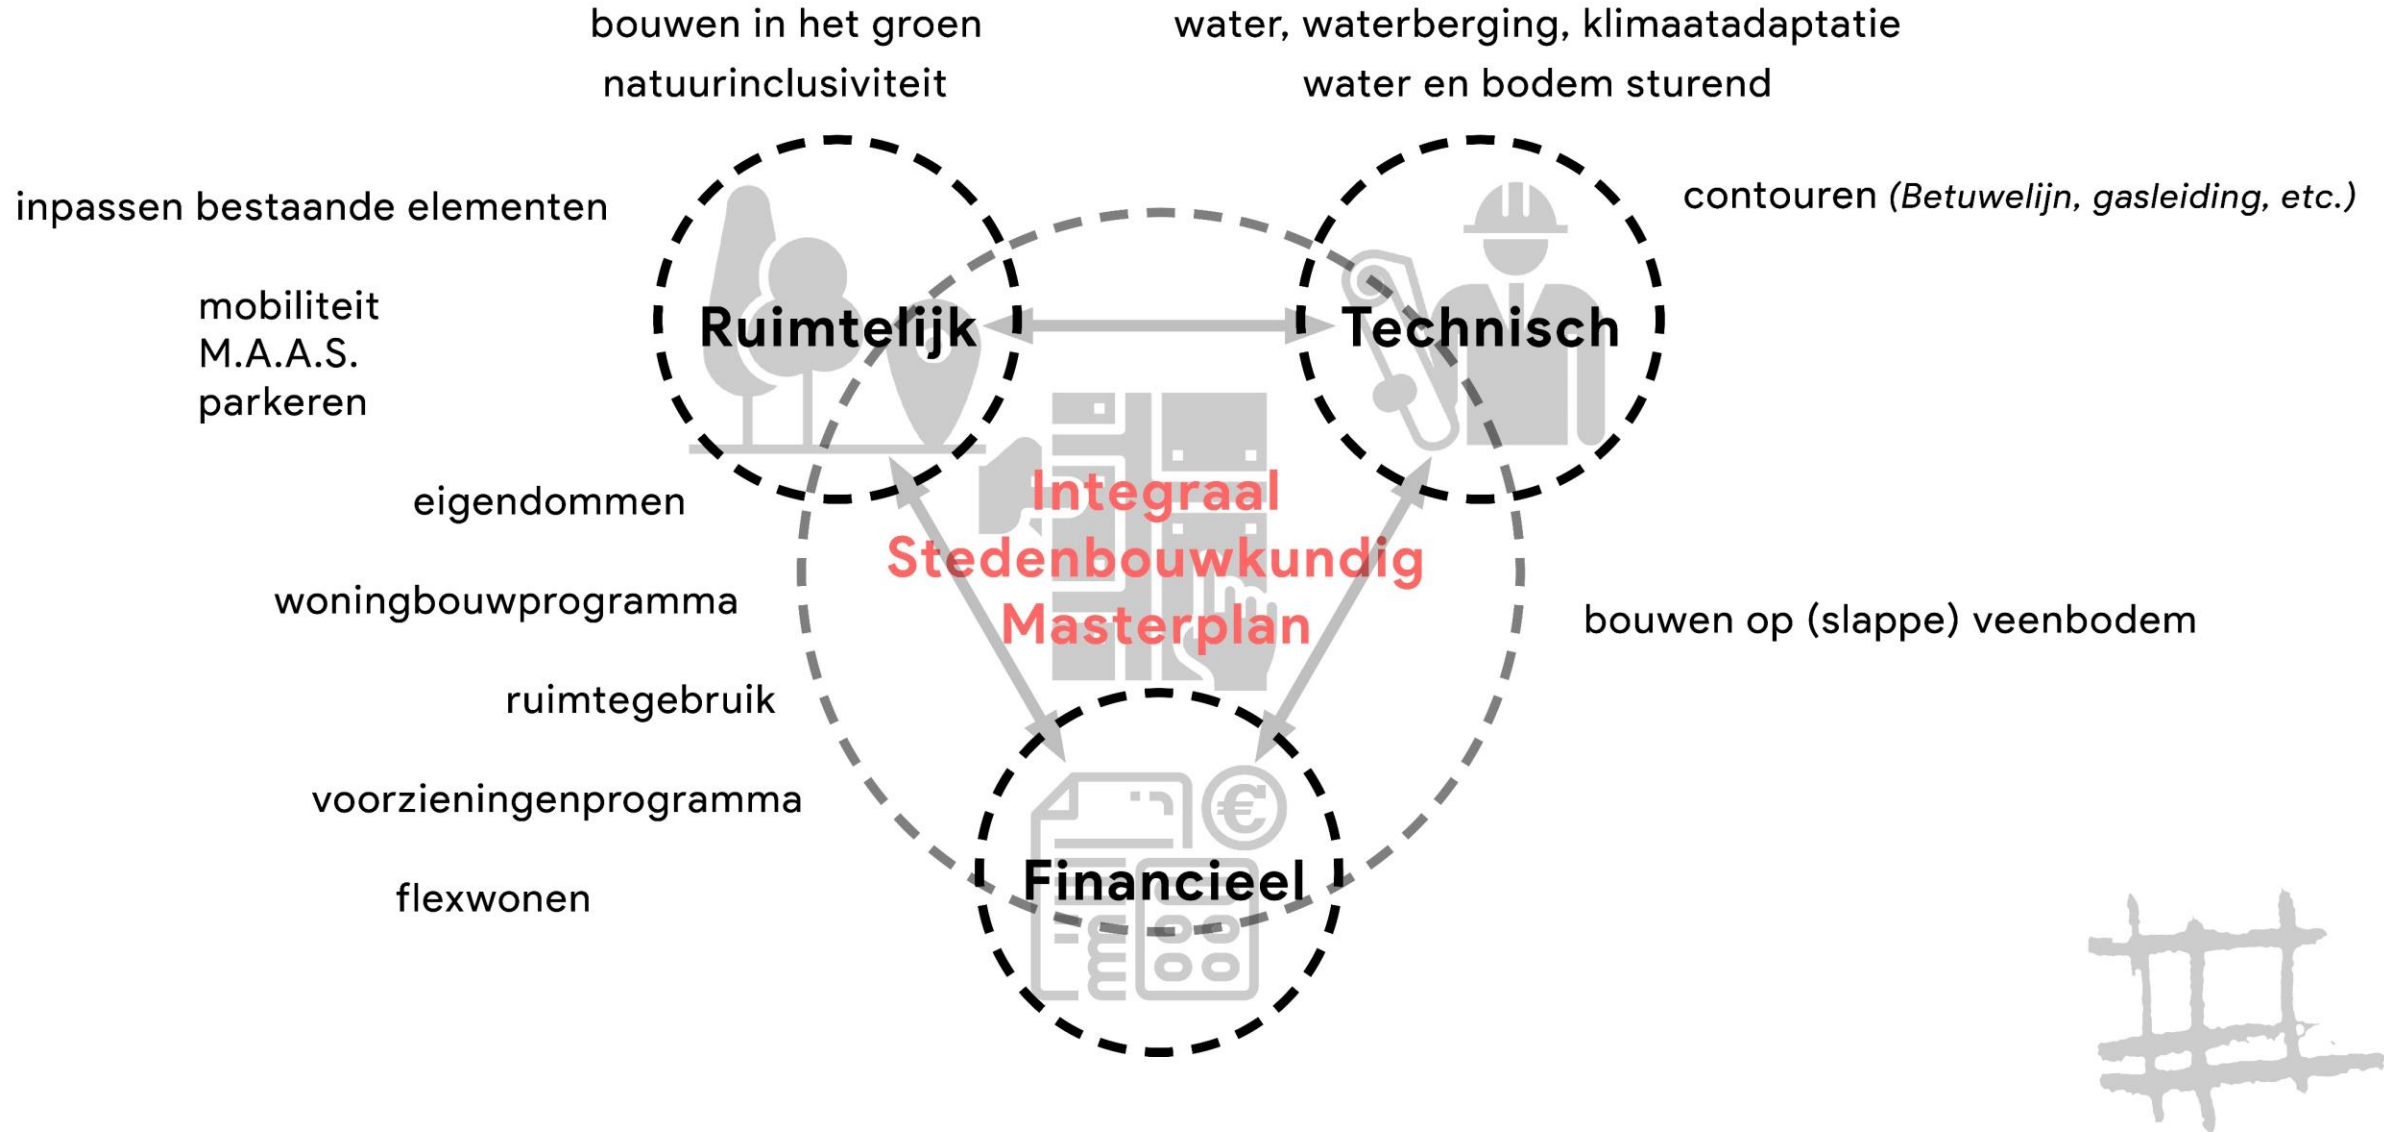 bouwen in het groen
natuurinclusiviteit
water, waterberging, klimaatadaptatie
water en bodem sturend
inpassen bestaande elementen
contouren (Betuwelijn, gasleiding, etc.)
mobiliteit
M.A.A.S.
parkeren
Ruimtelijk
Technisch
eigendommen
Integraal
Stedenbouwkundig
Masterplan
woningbouwprogramma
bouwen op (slappe) veenbodem
ruimtegebruik
voorzieningenprogramma
€
Financieel
flexwonen